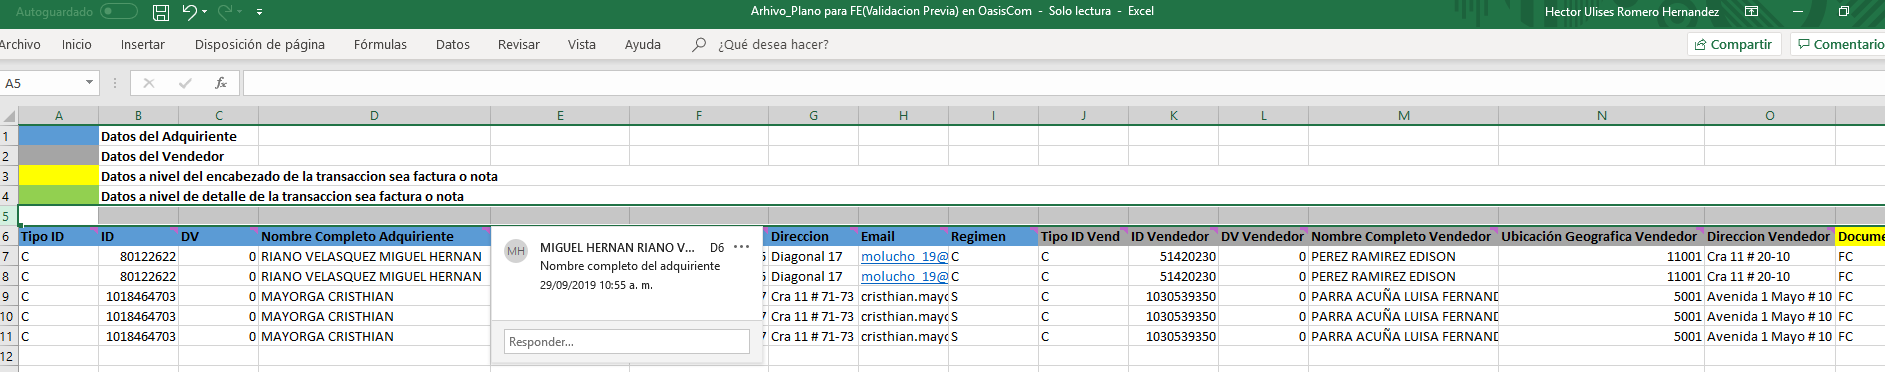 Autoguardado
Arhivo_Plano para FE(Validacion Previa) en OasisCom - Solo lectura - Excel
Hector Ulises Romero Hernandez
Archivo Inicio Insertar Disposición de página Fórmulas Datos Revisar Vista Ayuda ¿Qué desea hacer? Compartir Comentario
A5 fx
A B C D E F G H I J K L M N O
1 Datos del Adquiriente
2 Datos del Vendedor
3 Datos a nivel del encabezado de la transaccion sea factura o nota
4 Datos a nivel de detalle de la transaccion sea factura o nota
5
6 Tipo ID ID DV Nombre Completo Adquiriente Direccion Email Regimen Tipo ID Vend ID Vendedor DV Vendedor Nombre Completo Vendedor Ubicación Geografica Vendedor Direccion Vendedor Docume
7 C 80122622 0 RIANO VELASQUEZ MIGUEL HERNAN Diagonal 17 molucho_19@ C C 51420230 0 PEREZ RAMIREZ EDISON 11001 Cra 11 # 20-10 FC
8 C 80122622 0 RIANO VELASQUEZ MIGUEL HERNAN Diagonal 17 molucho_19@ C C 51420230 0 PEREZ RAMIREZ EDISON 11001 Cra 11 # 20-10 FC
9 C 1018464703 0 MAYORGA CRISTHIAN 7 Cra 11 # 71-73 cristhian.mayo S C 1030539350 0 PARRA ACUÑA LUISA FERNAND 5001 Avenida 1 Mayo # 10 FC
10 C 1018464703 0 MAYORGA CRISTHIAN 7 Cra 11 # 71-73 cristhian.mayo S C 1030539350 0 PARRA ACUÑA LUISA FERNAND 5001 Avenida 1 Mayo # 10 FC
11 C 1018464703 0 MAYORGA CRISTHIAN 7 Cra 11 # 71-73 cristhian.mayo S C 1030539350 0 PARRA ACUÑA LUISA FERNAND 5001 Avenida 1 Mayo # 10 FC
12
MH MIGUEL HERNAN RIANO V... D6 ...
Nombre completo del adquiriente
29/09/2019 10:55 a. m.
Responder...